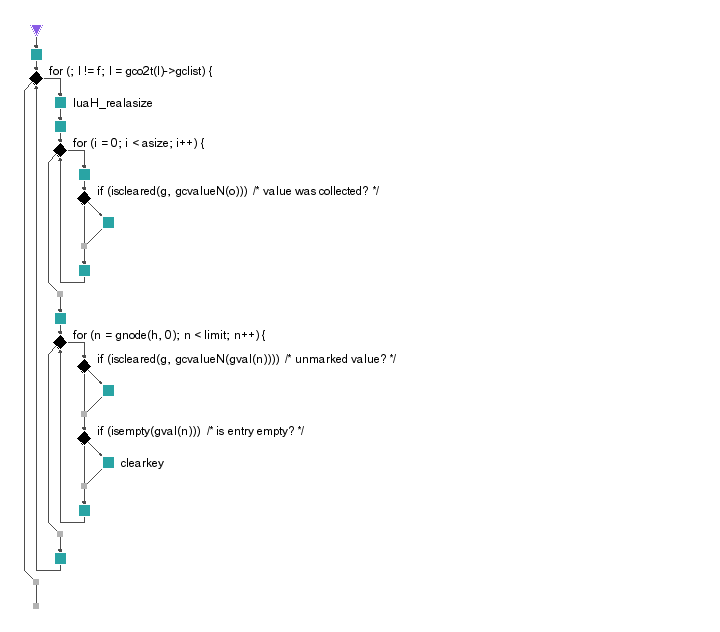 for (; l != f; l = gco2t(l)->gclist) {
luaH_realasize
for (i = 0; i < asize; i++) {
if (iscleared(g, gcvalueN(o))) /* value was collected? */
for (n = gnode(h, 0); n < limit; n++) {
if (iscleared(g, gcvalueN(gval(n)))) /* unmarked value? */
if (isempty(gval(n))) /* is entry empty? */
clearkey